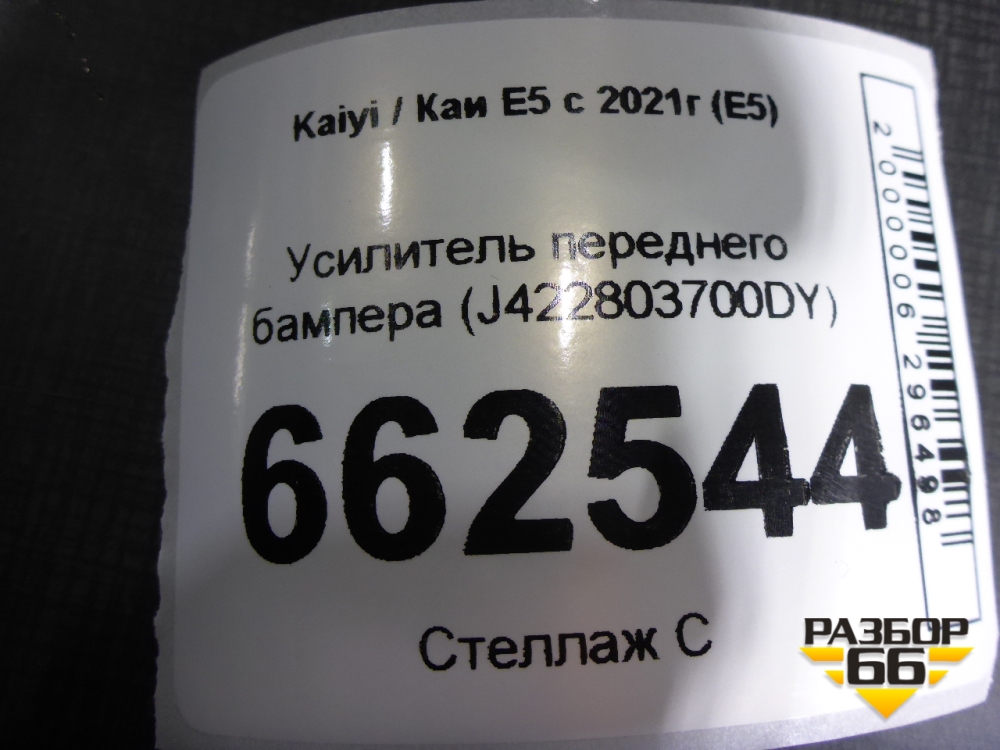 Kaiyi / Каи E5 с 2021г (E5)
Усилитель переднего
бампера (J422803700DY)
662544
Стеллаж С
2000006296498
РАЗБОР
66